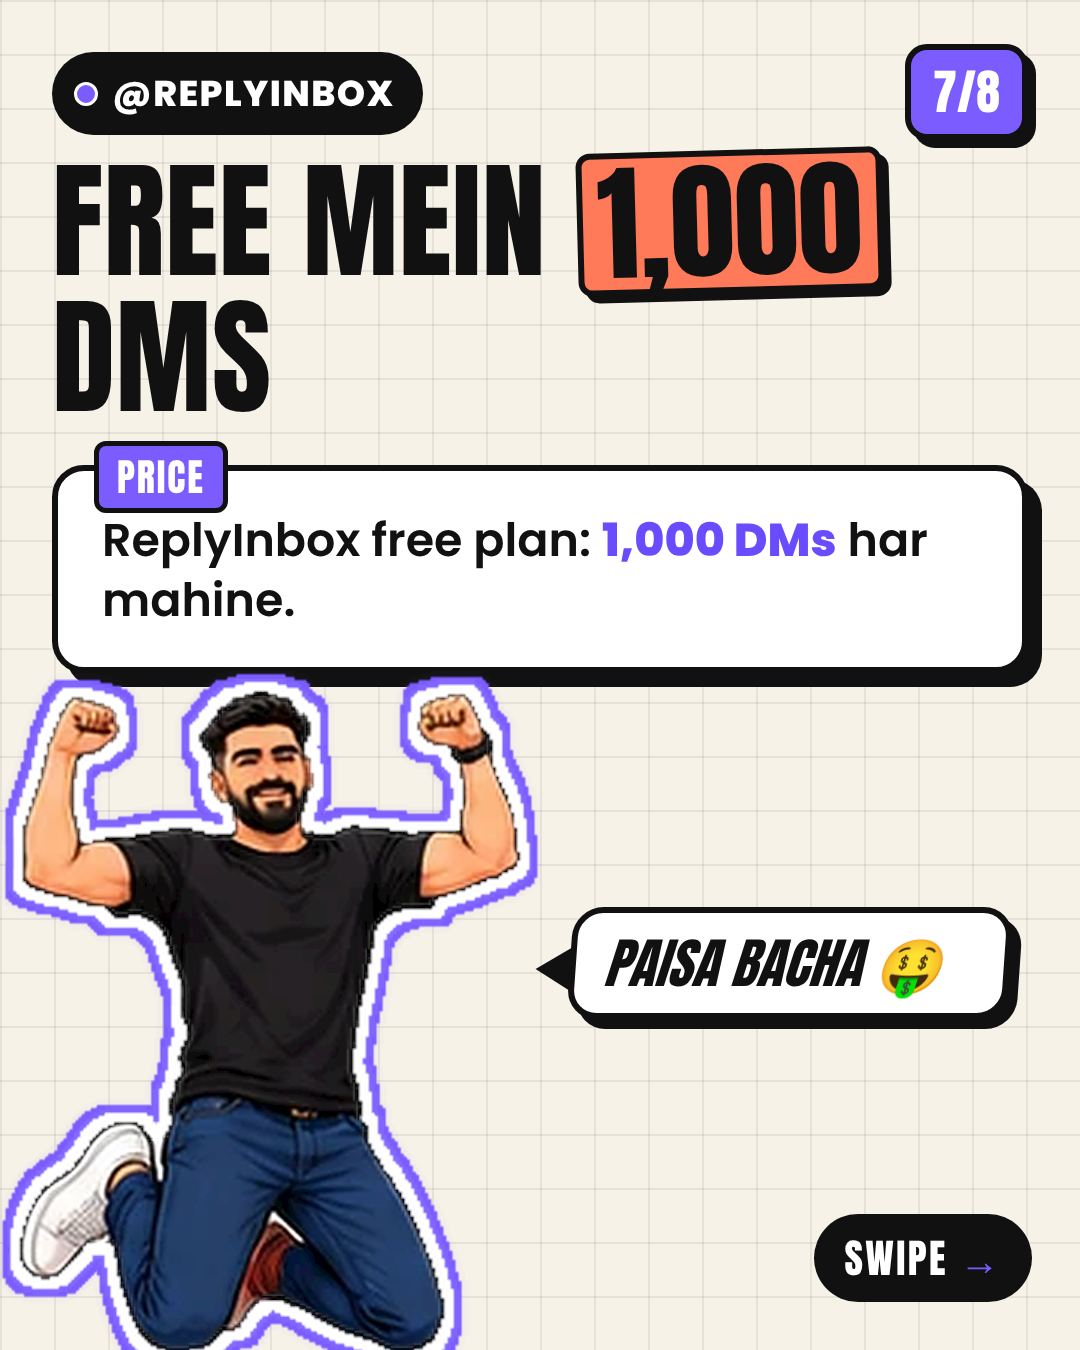 @REPLYINBOX
7/8
FREE MEIN 1,000
DMS
PRICE
ReplyInbox free plan: 1,000 DMs har
mahine.
PAISA BACHA 🤑
SWIPE →